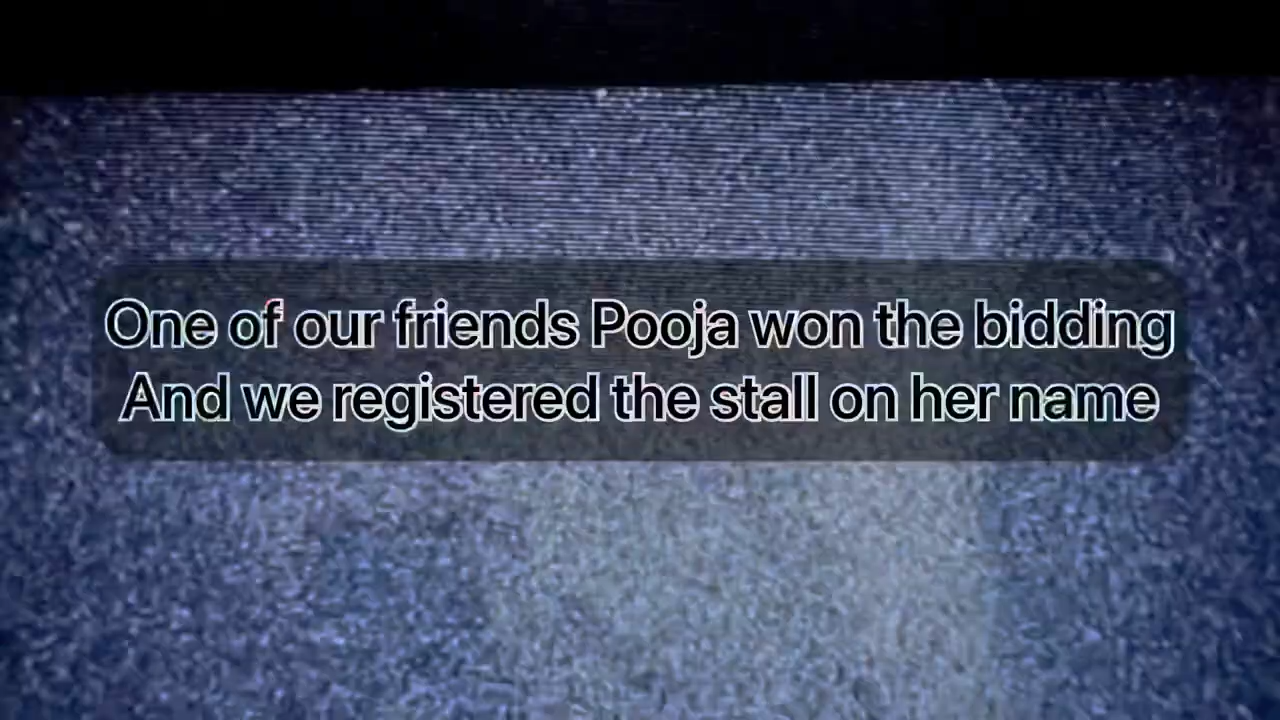 One of our friends Pooja won the bidding
And we registered the stall on her name